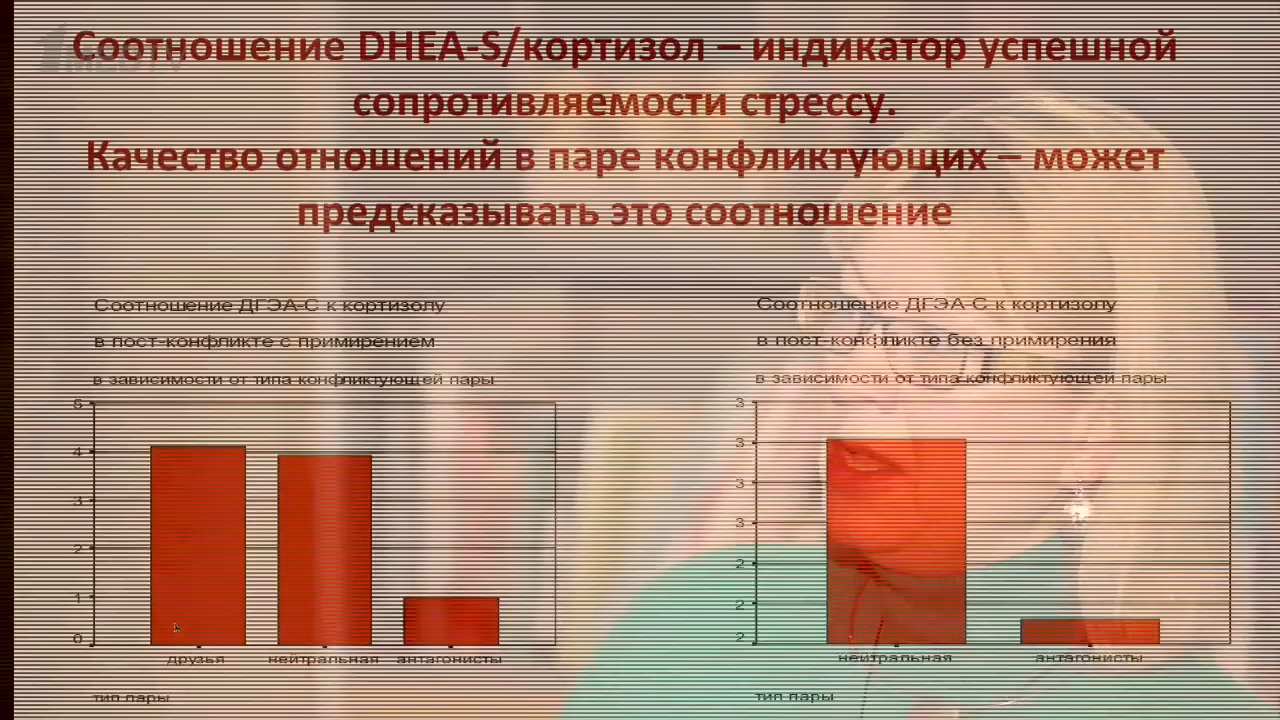 Соотношение DHEA-S/кортизол – индикатор успешной
сопротивляемости стрессу.
Качество отношений в паре конфликтующих – может
предсказывать это соотношение
Соотношение ДГЭА-С к кортизолу
в пост-конфликте с примирением
в зависимости от типа конфликтующей пары
5
4
3
2
1
0
друзья нейтральная антагонисты
тип пары
Соотношение ДГЭА-С к кортизолу
в пост-конфликте без примирения
в зависимости от типа конфликтующей пары
3
3
3
3
2
2
2
нейтральная антагонисты
тип пары